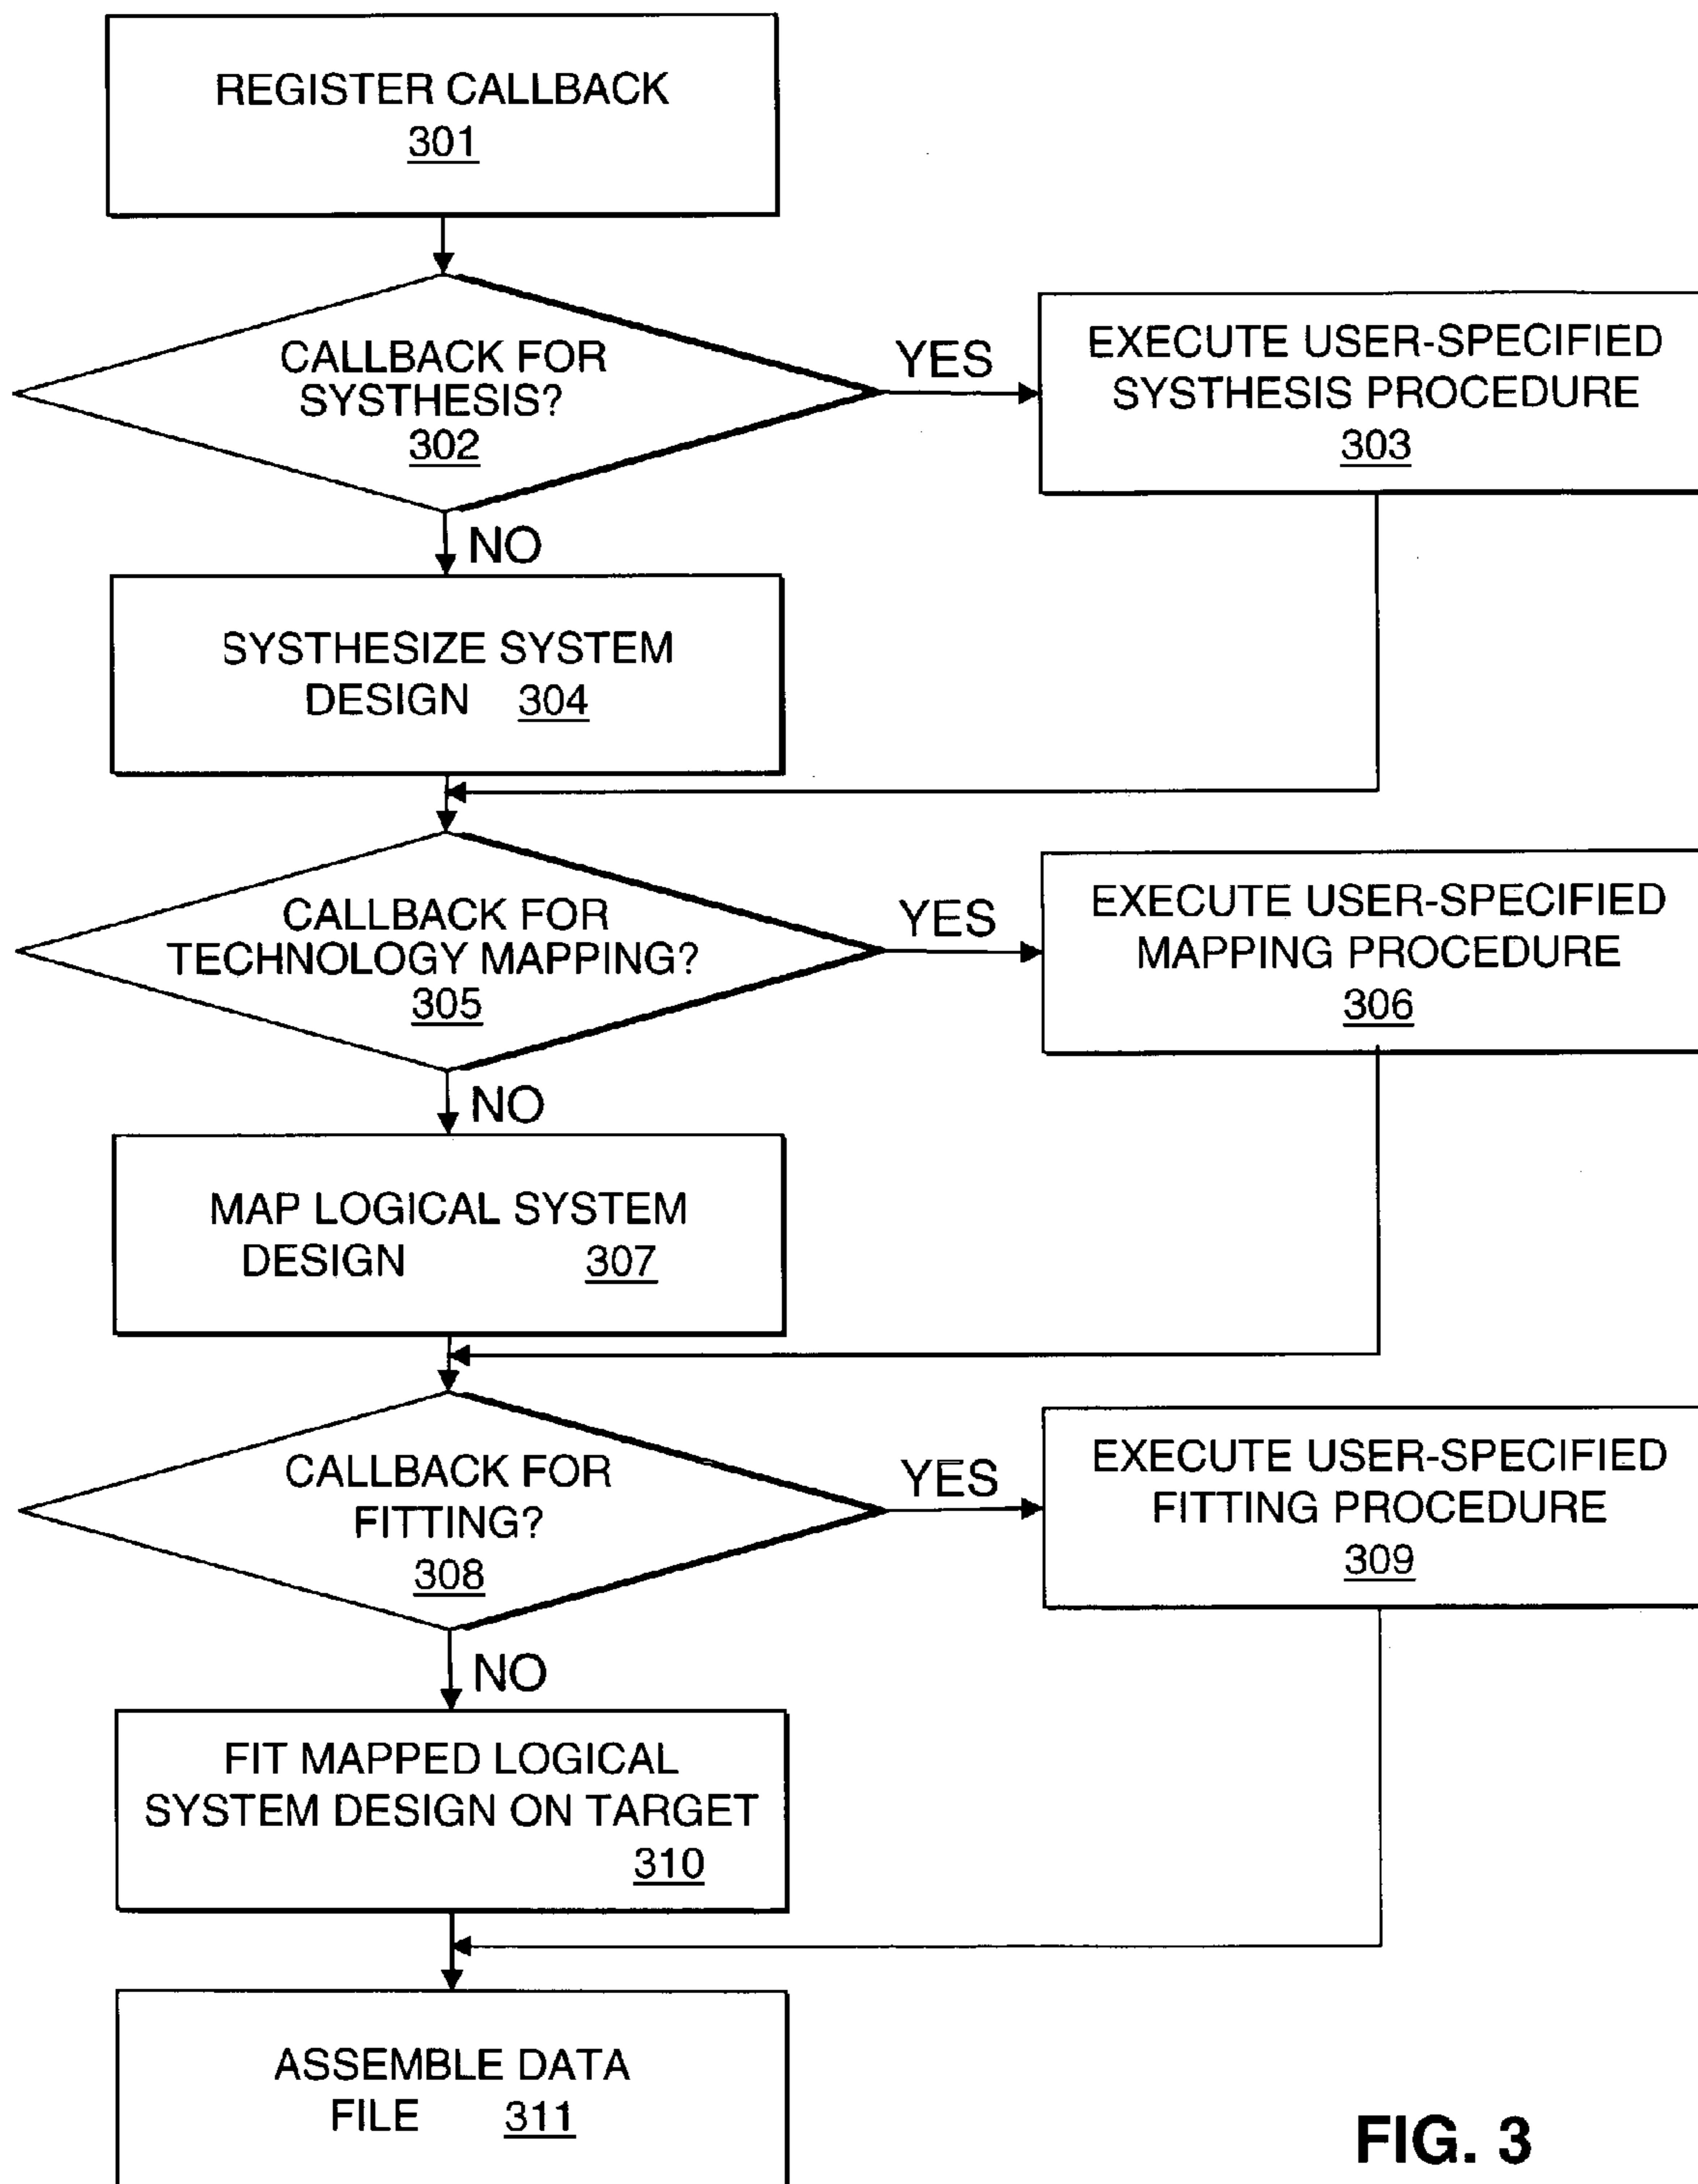 REGISTER CALLBACK
301
CALLBACK FOR
SYSTHESIS?
302
YES
EXECUTE USER-SPECIFIED
SYSTHESIS PROCEDURE
303
NO
SYSTHESIZE SYSTEM
DESIGN 304
CALLBACK FOR
TECHNOLOGY MAPPING?
305
YES
EXECUTE USER-SPECIFIED
MAPPING PROCEDURE
306
NO
MAP LOGICAL SYSTEM
DESIGN 307
CALLBACK FOR
FITTING?
308
YES
EXECUTE USER-SPECIFIED
FITTING PROCEDURE
309
NO
FIT MAPPED LOGICAL
SYSTEM DESIGN ON TARGET
310
ASSEMBLE DATA
FILE 311
FIG. 3